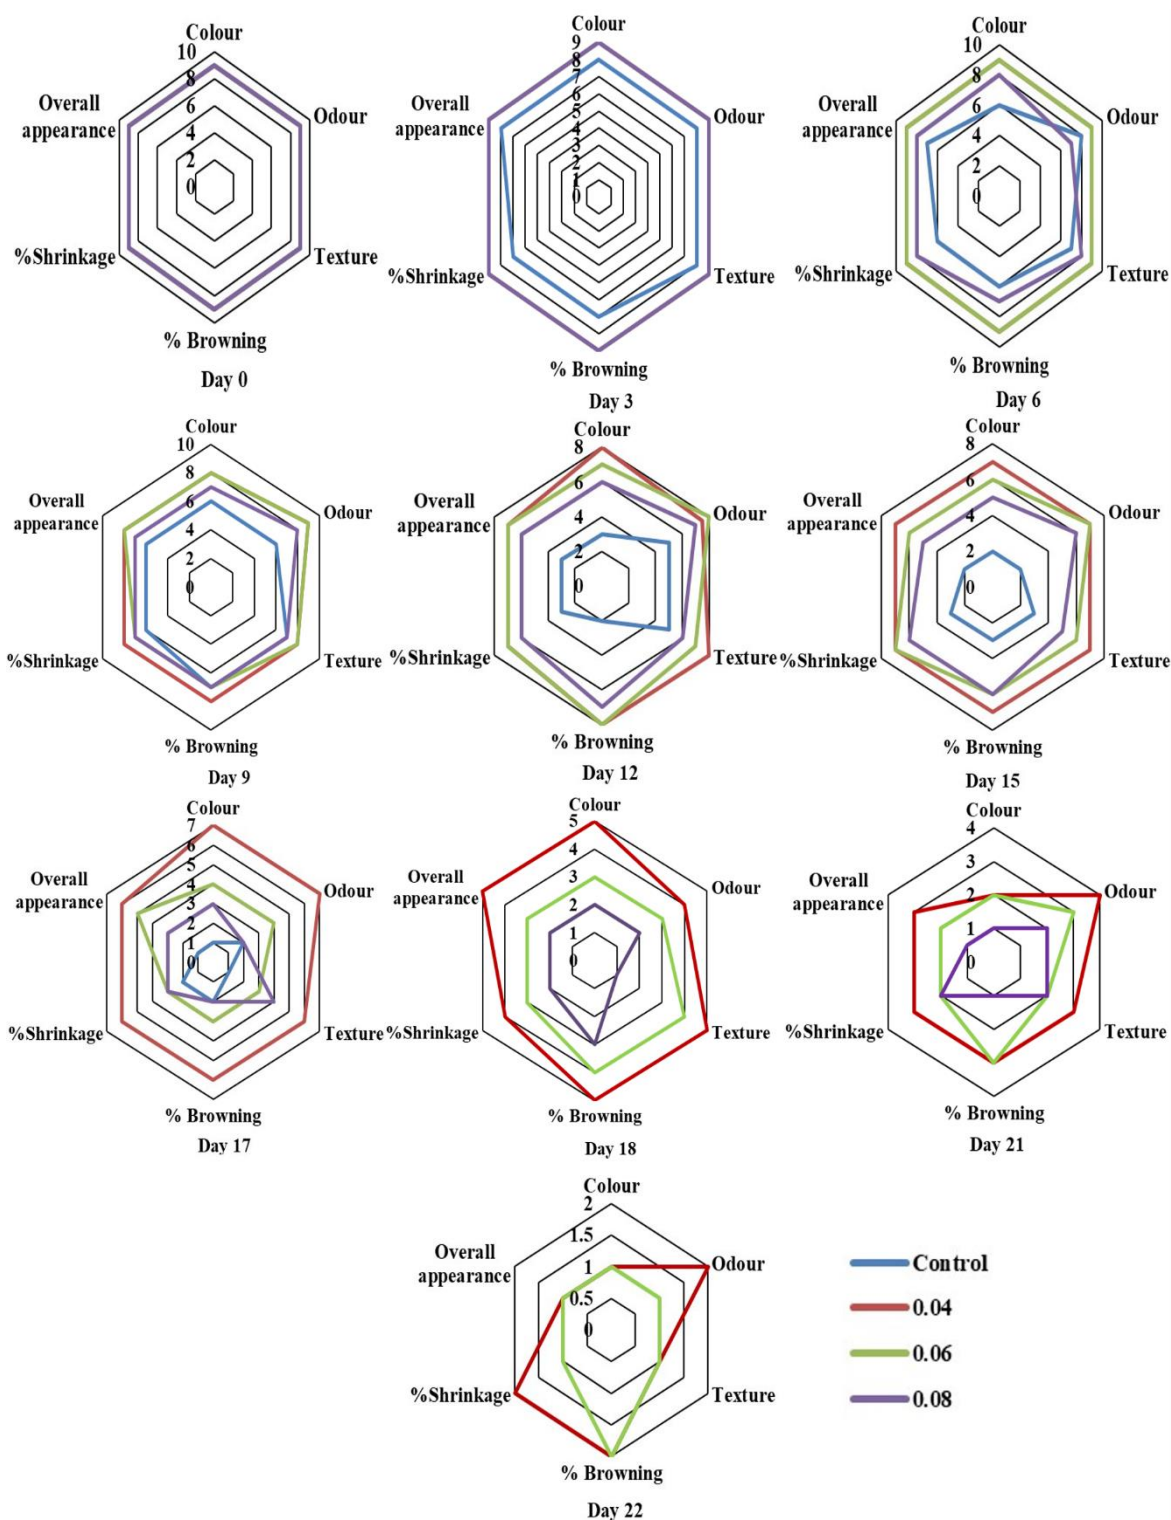 Colour
10
8
6
4
2
0
Overall
appearance
Odour
%Shrinkage
Texture
% Browning
Day 0
Colour
9
8
7
6
5
4
3
2
1
0
Overall
appearance
Odour
%Shrinkage
Texture
% Browning
Day 3
Colour
10
8
6
4
2
0
Overall
appearance
Odour
%Shrinkage
Texture
% Browning
Day 6
Colour
10
8
6
4
2
0
Overall
appearance
Odour
%Shrinkage
Texture
% Browning
Day 9
Colour
8
6
4
2
0
Overall
appearance
Odour
%Shrinkage
Texture
% Browning
Day 12
Colour
8
6
4
2
0
Overall
appearance
Odour
%Shrinkage
Texture
% Browning
Day 15
Colour
7
6
5
4
3
2
1
0
Overall
appearance
Odour
%Shrinkage
Texture
% Browning
Day 17
Colour
5
4
3
2
1
0
Overall
appearance
Odour
%Shrinkage
Texture
% Browning
Day 18
Colour
4
3
2
1
0
Overall
appearance
Odour
%Shrinkage
Texture
% Browning
Day 21
Colour
2
1.5
1
0.5
0
Overall
appearance
Odour
%Shrinkage
Texture
% Browning
Day 22
Control
0.04
0.06
0.08